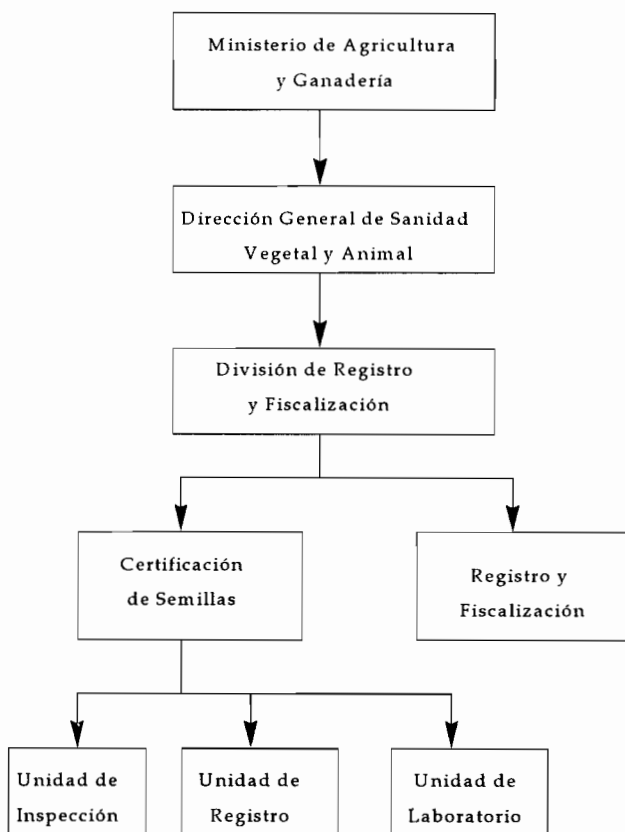 Ministerio de Agricultura
y Ganadería
Dirección General de Sanidad
Vegetal y Animal
División de Registro
y Fiscalización
Certificación
de Semillas
Registro y
Fiscalización
Unidad de
Inspección
Unidad de
Registro
Unidad de
Laboratorio